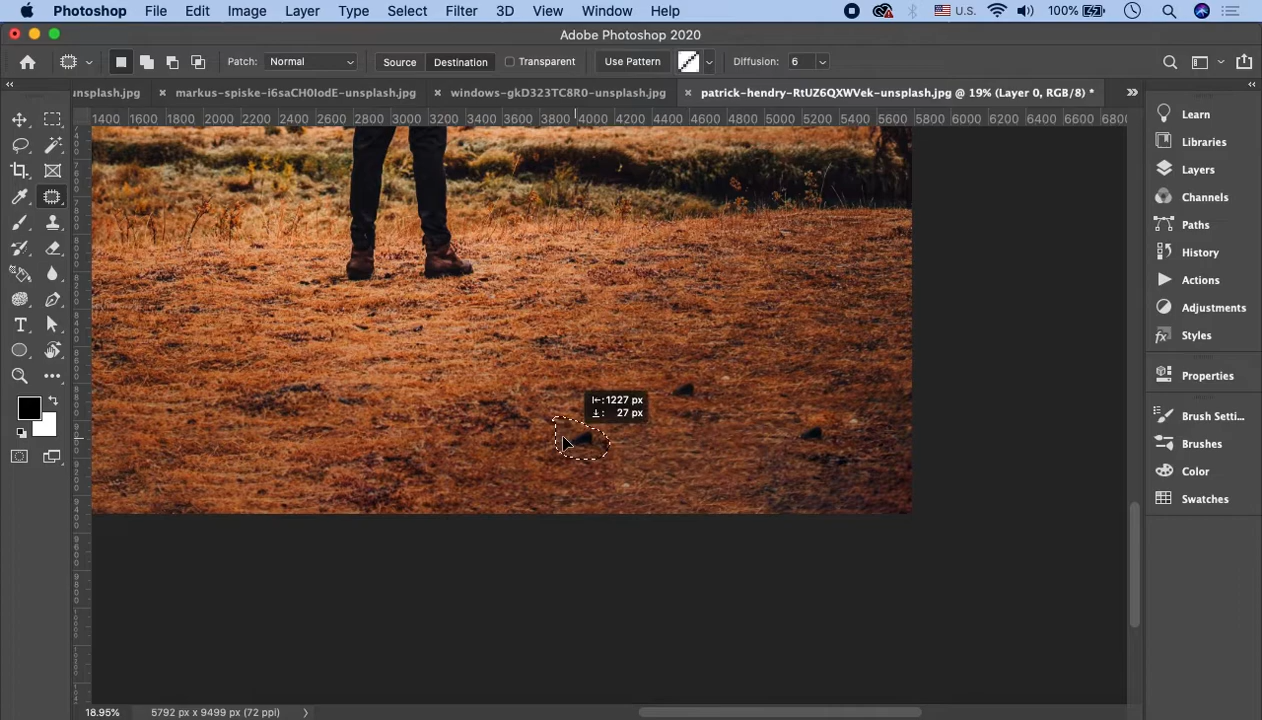 Photoshop File Edit Image Layer Type Select Filter 3D View Window Help U.S. 100%
Adobe Photoshop 2020
Patch: Normal Source Destination Transparent Use Pattern Diffusion: 6
unsplash.jpg × markus-spiske-i6saCH0IodE-unsplash.jpg × windows-gkD323TC8R0-unsplash.jpg × patrick-hendry-RtUZ6QXWVek-unsplash.jpg @ 19% (Layer 0, RGB/8) *
1400 1600 1800 2000 2200 2400 2600 2800 3000 3200 3400 3600 3800 4000 4200 4400 4600 4800 5000 5200 5400 5600 5800 6000 6200 6400 6600 6800
Learn
Libraries
Layers
Channels
Paths
History
Actions
Adjustments
Styles
Properties
Brush Setti...
Brushes
Color
Swatches
1227 px
27 px
18.95% 5792 px x 9499 px (72 ppi)